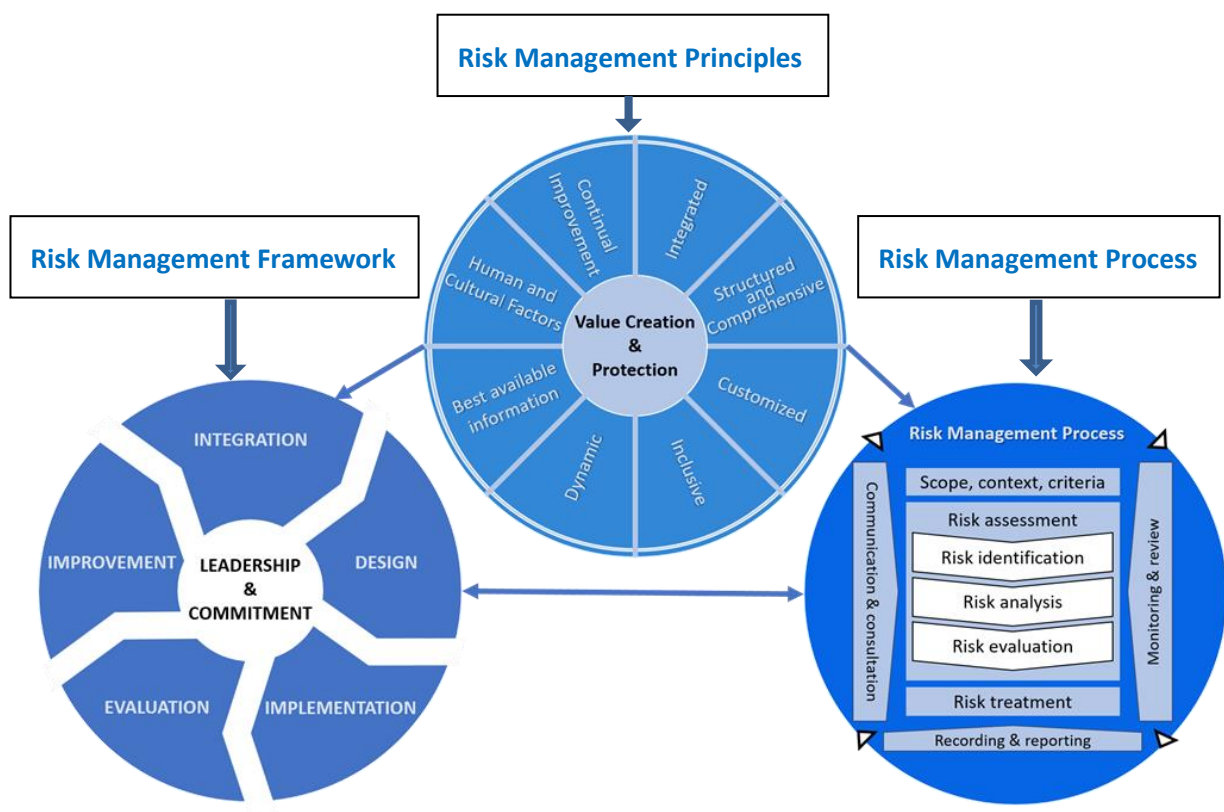 Risk Management Principles
Risk Management Framework
Risk Management Process
Continual
Improvement
Integrated
Human and
Cultural Factors
Structured
and
Comprehensive
Value Creation
&
Protection
Best available
information
Customized
Dynamic
Inclusive
INTEGRATION
IMPROVEMENT
DESIGN
LEADERSHIP
&
COMMITMENT
EVALUATION
IMPLEMENTATION
Risk Management Process
Communication & consultation
Scope, context, criteria
Risk assessment
Risk identification
Risk analysis
Risk evaluation
Risk treatment
Monitoring & review
Recording & reporting